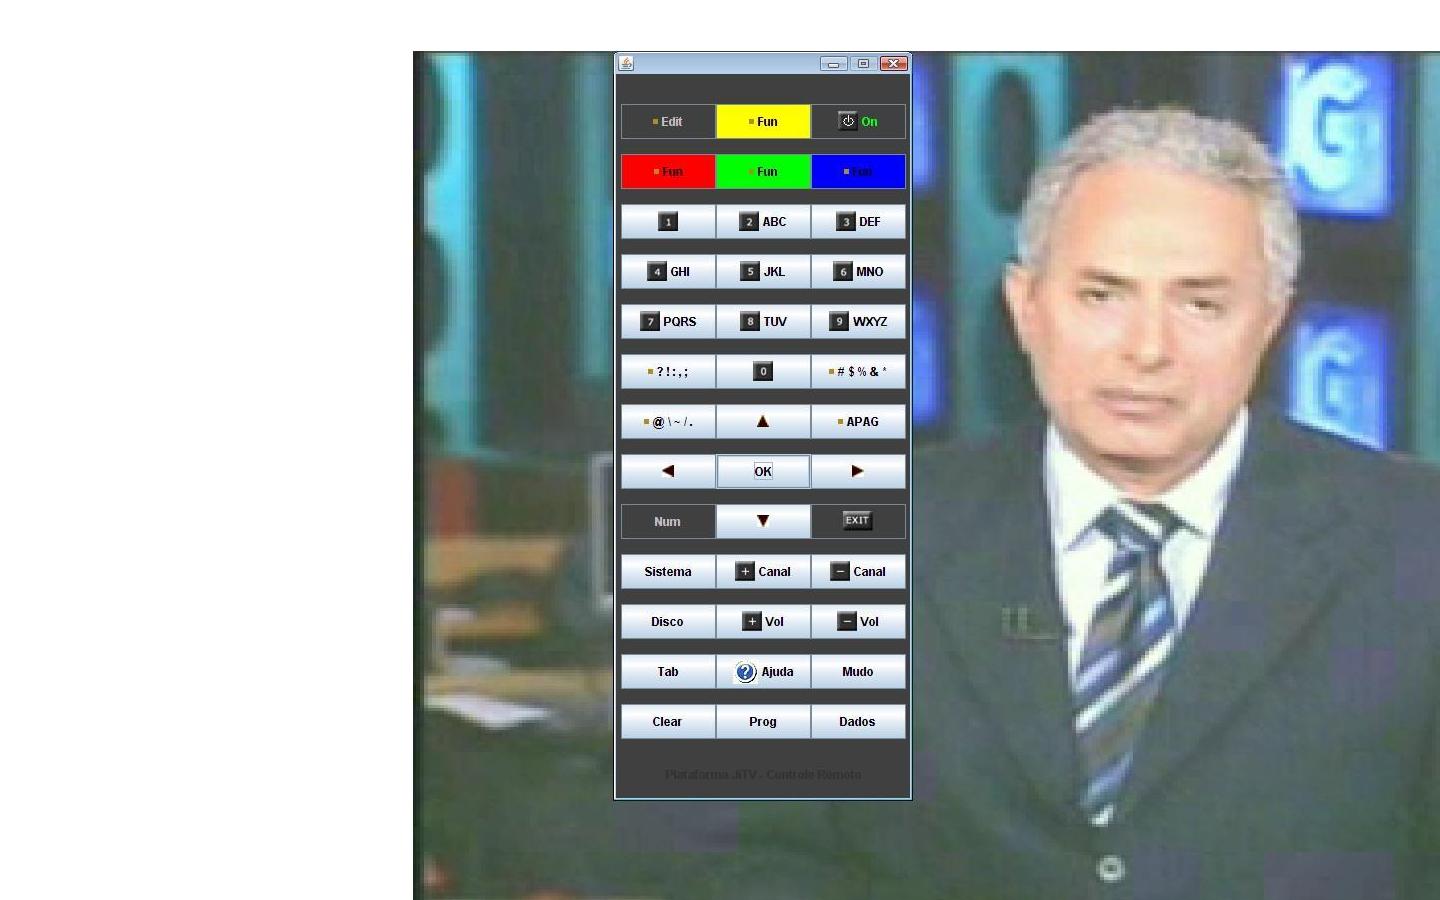 Edit Fun On
Fun Fun Fun
1 2 ABC 3 DEF
4 GHI 5 JKL 6 MNO
7 PQRS 8 TUV 9 WXYZ
?!:,; 0 # $ % & *
@ \ ~ / . APAG
OK
Num EXIT
Sistema + Canal − Canal
Disco + Vol − Vol
Tab ? Ajuda Mudo
Clear Prog Dados
Plataforma JiTV - Controle Remoto
G
G